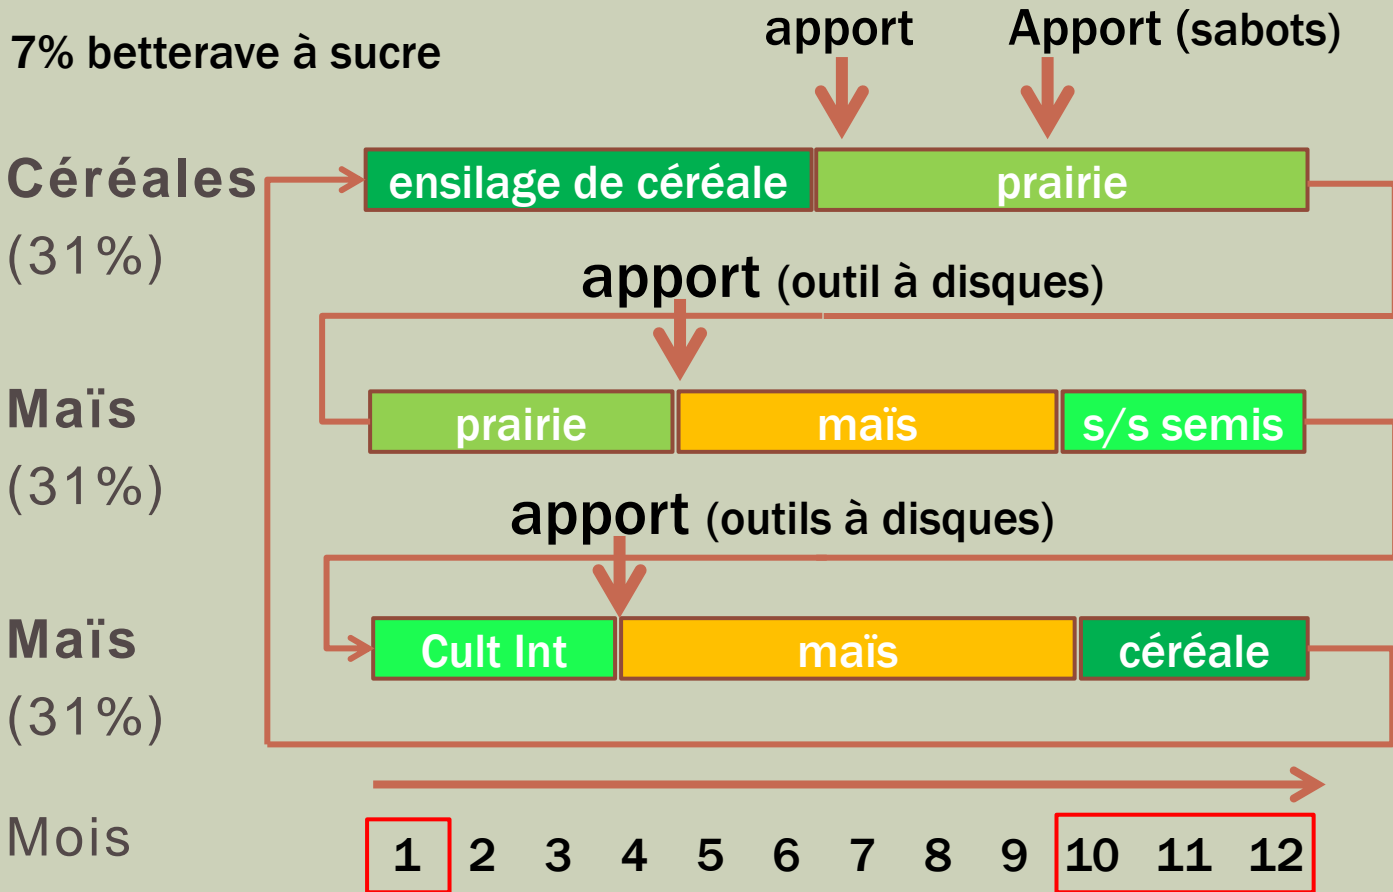 7% betterave à sucre
apport Apport (sabots)
Céréales ensilage de céréale prairie
(31%)
apport (outil à disques)
Maïs prairie maïs s/s semis
(31%)
apport (outils à disques)
Maïs Cult Int maïs céréale
(31%)
Mois 1 2 3 4 5 6 7 8 9 10 11 12